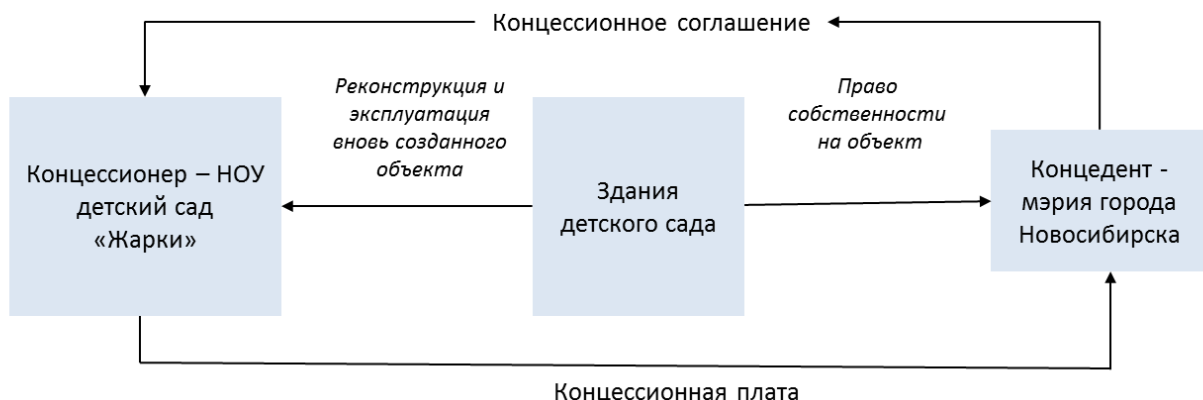 Концессионное соглашение
Реконструкция и
эксплуатация
вновь созданного
объекта
Право
собственности
на объект
Концессионер – НОУ
детский сад
«Жарки»
Здания
детского сада
Концедент -
мэрия города
Новосибирска
Концессионная плата